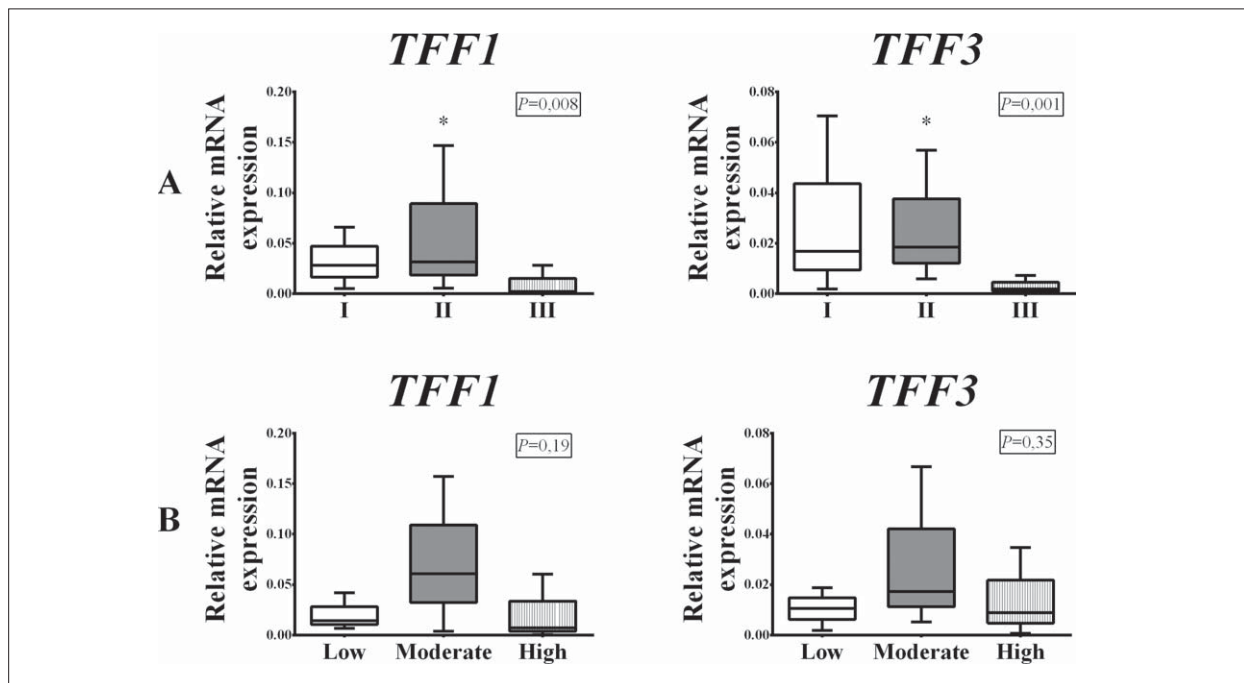 TFF1
TFF3
A
Relative mRNA
expression
0.20
0.15
0.10
0.05
0.00
P=0,008
*
I
II
III
Relative mRNA
expression
0.08
0.06
0.04
0.02
0.00
P=0,001
*
I
II
III
TFF1
TFF3
B
Relative mRNA
expression
0.20
0.15
0.10
0.05
0.00
P=0,19
Low
Moderate
High
Relative mRNA
expression
0.08
0.06
0.04
0.02
0.00
P=0,35
Low
Moderate
High